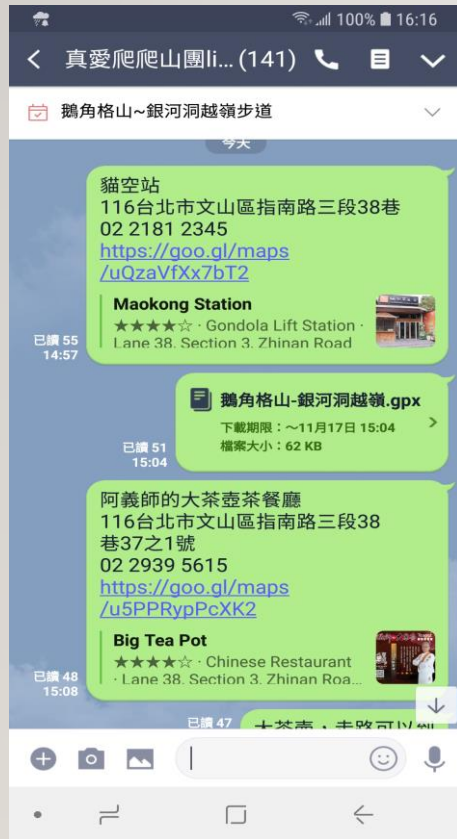 100% 16:16
真愛爬爬山團li... (141)
鵝角格山~銀河洞越嶺步道
今天
貓空站
116台北市文山區指南路三段38巷
02 2181 2345
https://goo.gl/maps
/uQzaVfXx7bT2
Maokong Station
★★★★☆ · Gondola Lift Station ·
Lane 38, Section 3, Zhinan Road
已讀 55
14:57
鵝角格山-銀河洞越嶺.gpx
下載期限：～11月17日 15:04
檔案大小：62 KB
已讀 51
15:04
阿義師的大茶壺茶餐廳
116台北市文山區指南路三段38
巷37之1號
02 2939 5615
https://goo.gl/maps
/u5PPRypPcXK2
Big Tea Pot
★★★★☆ · Chinese Restaurant
· Lane 38, Section 3, Zhinan Roa...
已讀 48
15:08
已讀 47
大茶壺，走路可以到